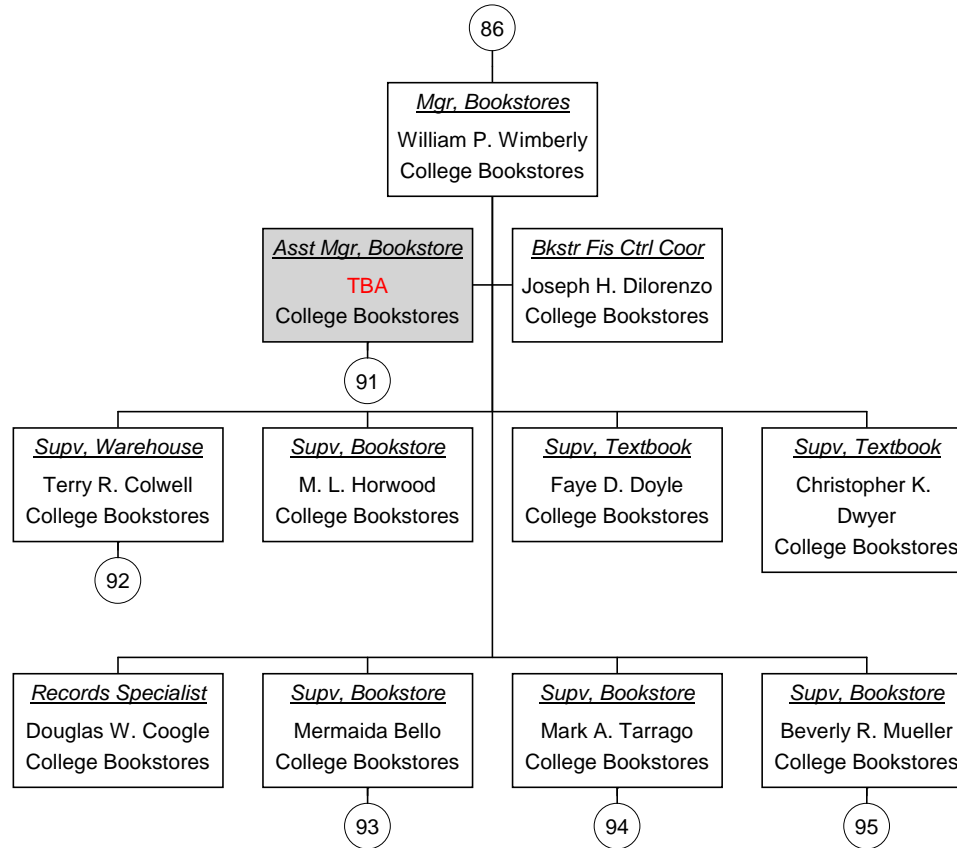 86
Mgr, Bookstores
William P. Wimberly
College Bookstores
Asst Mgr, Bookstore
TBA
College Bookstores
91
Bkstr Fis Ctrl Coor
Joseph H. Dilorenzo
College Bookstores
Supv, Warehouse
Terry R. Colwell
College Bookstores
92
Supv, Bookstore
M. L. Horwood
College Bookstores
Supv, Textbook
Faye D. Doyle
College Bookstores
Supv, Textbook
Christopher K.
Dwyer
College Bookstores
Records Specialist
Douglas W. Coogle
College Bookstores
Supv, Bookstore
Mermaida Bello
College Bookstores
93
Supv, Bookstore
Mark A. Tarrago
College Bookstores
94
Supv, Bookstore
Beverly R. Mueller
College Bookstores
95